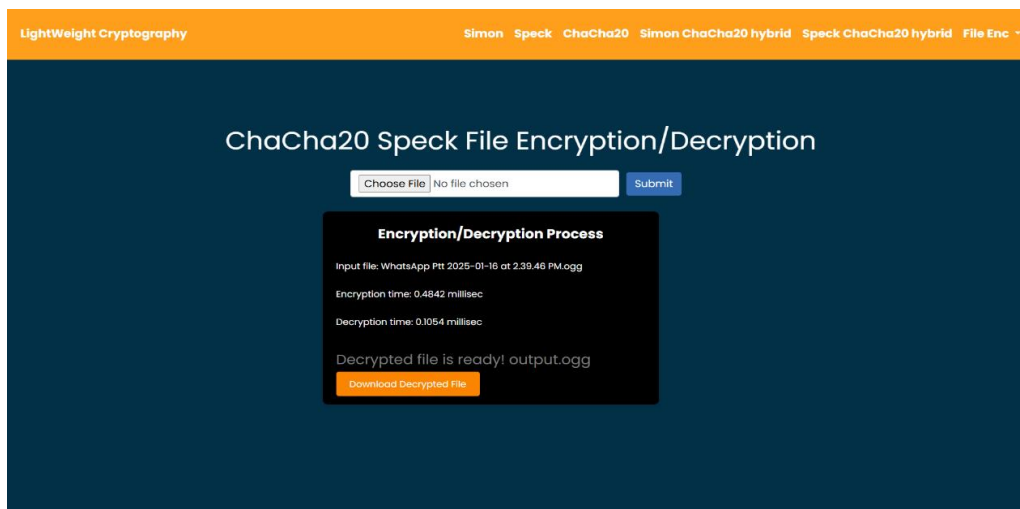 LightWeight Cryptography
Simon Speck ChaCha20 Simon ChaCha20 hybrid Speck ChaCha20 hybrid File Enc
ChaCha20 Speck File Encryption/Decryption
Choose File No file chosen Submit
Encryption/Decryption Process
Input file: WhatsApp Ptt 2025-01-16 at 2.39.46 PM.ogg
Encryption time: 0.4842 millisec
Decryption time: 0.1054 millisec
Decrypted file is ready! output.ogg
Download Decrypted File